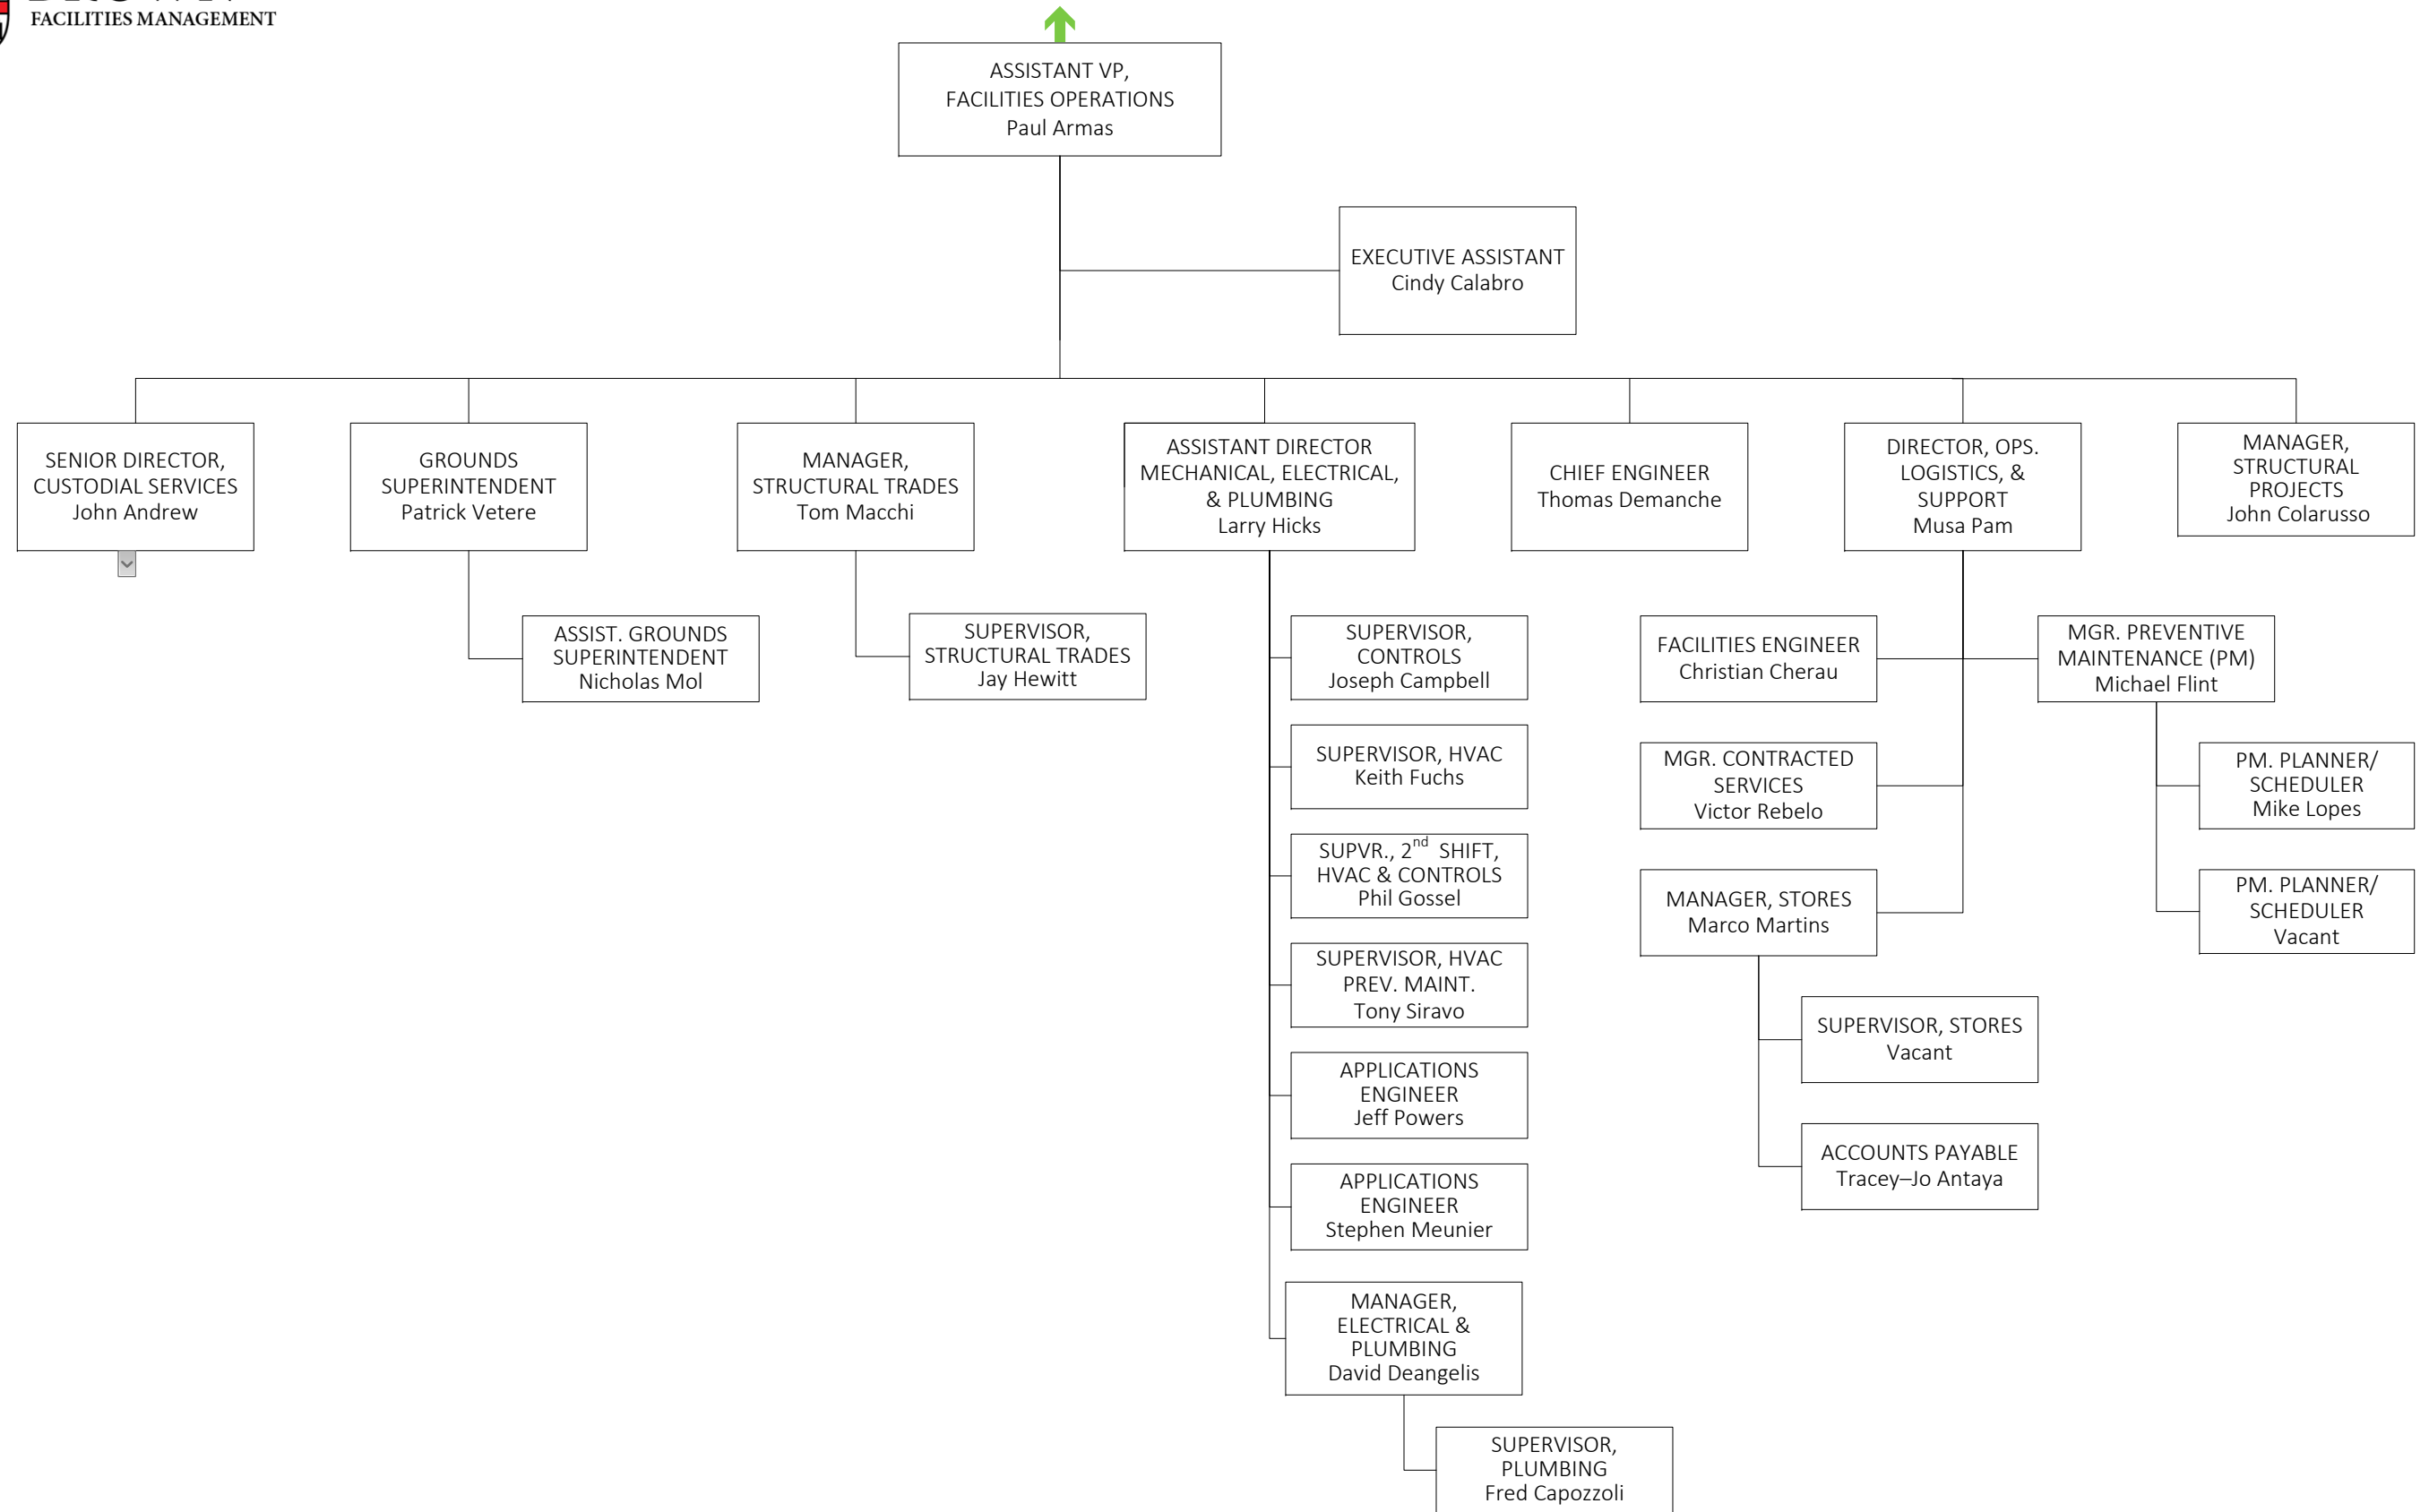 FACILITIES MANAGEMENT
ASSISTANT VP,
FACILITIES OPERATIONS
Paul Armas
EXECUTIVE ASSISTANT
Cindy Calabro
SENIOR DIRECTOR,
CUSTODIAL SERVICES
John Andrew
GROUNDS
SUPERINTENDENT
Patrick Vetere
MANAGER,
STRUCTURAL TRADES
Tom Macchi
ASSISTANT DIRECTOR
MECHANICAL, ELECTRICAL,
& PLUMBING
Larry Hicks
CHIEF ENGINEER
Thomas Demanche
DIRECTOR, OPS.
LOGISTICS, &
SUPPORT
Musa Pam
MANAGER,
STRUCTURAL
PROJECTS
John Colarusso
ASSIST. GROUNDS
SUPERINTENDENT
Nicholas Mol
SUPERVISOR,
STRUCTURAL TRADES
Jay Hewitt
SUPERVISOR,
CONTROLS
Joseph Campbell
SUPERVISOR, HVAC
Keith Fuchs
SUPVR., 2nd SHIFT,
HVAC & CONTROLS
Phil Gossel
SUPERVISOR, HVAC
PREV. MAINT.
Tony Siravo
APPLICATIONS
ENGINEER
Jeff Powers
APPLICATIONS
ENGINEER
Stephen Meunier
MANAGER,
ELECTRICAL &
PLUMBING
David Deangelis
SUPERVISOR,
PLUMBING
Fred Capozzoli
FACILITIES ENGINEER
Christian Cherau
MGR. CONTRACTED
SERVICES
Victor Rebelo
MANAGER, STORES
Marco Martins
SUPERVISOR, STORES
Vacant
ACCOUNTS PAYABLE
Tracey–Jo Antaya
MGR. PREVENTIVE
MAINTENANCE (PM)
Michael Flint
PM. PLANNER/
SCHEDULER
Mike Lopes
PM. PLANNER/
SCHEDULER
Vacant